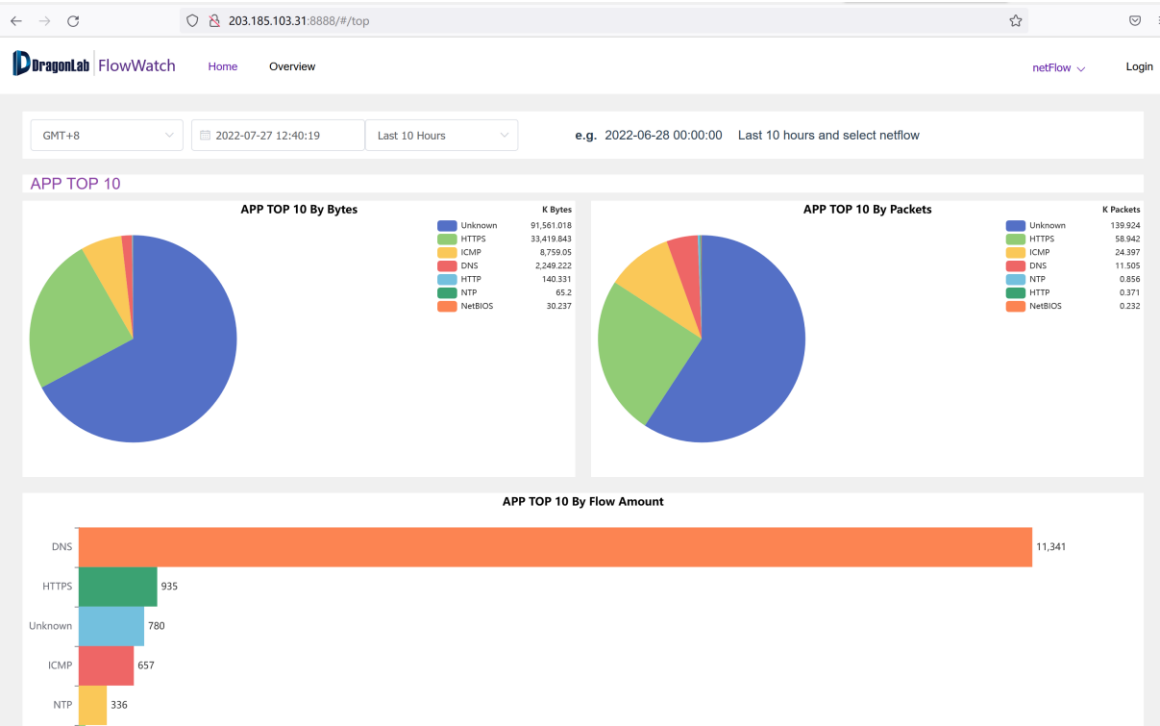 203.185.103.31:8888/#/top
DragonLab FlowWatch Home Overview netFlow Login
GMT+8 2022-07-27 12:40:19 Last 10 Hours e.g. 2022-06-28 00:00:00 Last 10 hours and select netflow
APP TOP 10
APP TOP 10 By Bytes
K Bytes
Unknown 91,561.018
HTTPS 33,419.843
ICMP 8,759.05
DNS 2,249.222
HTTP 140.331
NTP 65.2
NetBIOS 30.237
APP TOP 10 By Packets
K Packets
Unknown 139.924
HTTPS 58.942
ICMP 24.397
DNS 11.505
NTP 0.856
HTTP 0.371
NetBIOS 0.232
APP TOP 10 By Flow Amount
DNS 11,341
HTTPS 935
Unknown 780
ICMP 657
NTP 336